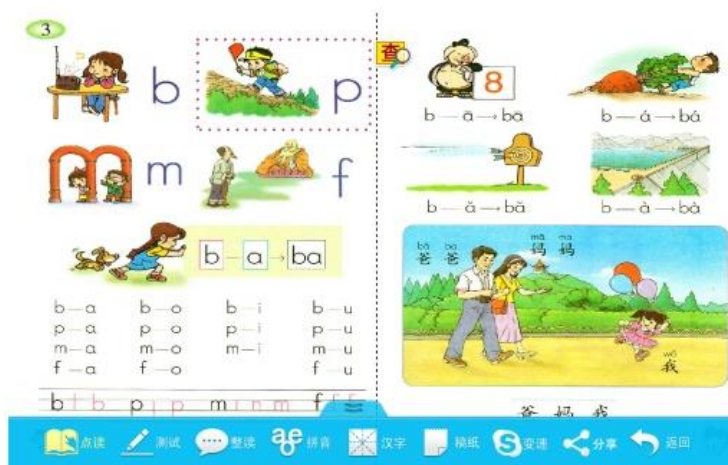 3
b p
m f
b — a → ba
b — a b — o b — i b — u
p — a p — o p — i p — u
m — a m — o m — i m — u
f — a f — o f — u
b l b p i p m r n m f f f
查
8
b — ā → bā b — á → bá
b — ǎ → bǎ b — à → bà
bà ba mā ma
爸 爸 妈 妈
wǒ
我
爸 妈 我
点读 测试 整读 拼音 汉字 稿纸 变速 分享 返回